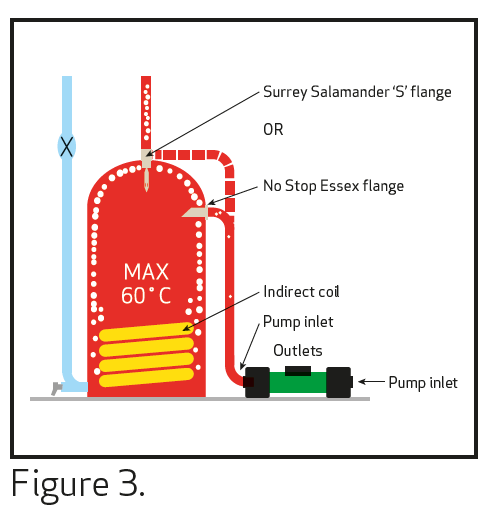 Surrey Salamander ‘S’ flange
OR
No Stop Essex flange
MAX
60°C
Indirect coil
Pump inlet
Outlets
Pump inlet
Figure 3.